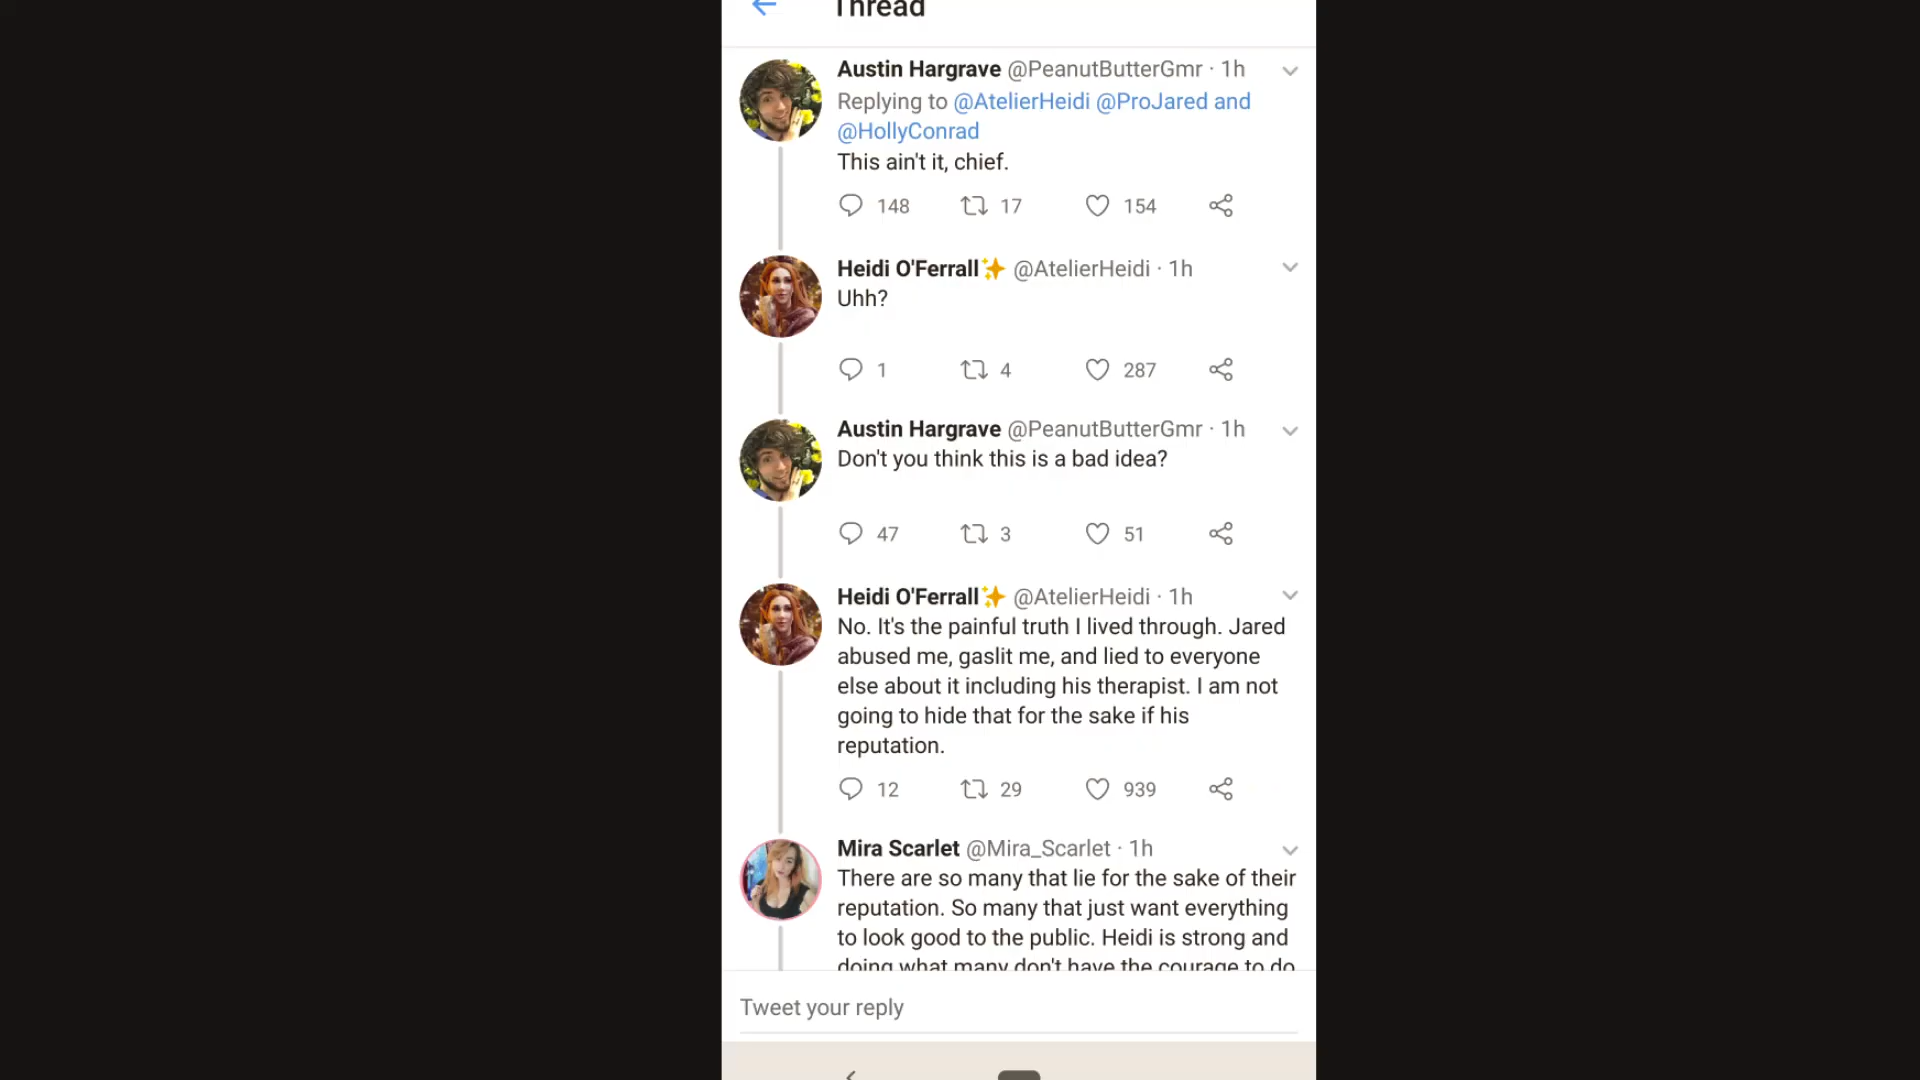 Thread
Austin Hargrave @PeanutButterGmr · 1h
Replying to @AtelierHeidi @ProJared and
@HollyConrad
This ain't it, chief.
148 17 154
Heidi O'Ferrall✨ @AtelierHeidi · 1h
Uhh?
1 4 287
Austin Hargrave @PeanutButterGmr · 1h
Don't you think this is a bad idea?
47 3 51
Heidi O'Ferrall✨ @AtelierHeidi · 1h
No. It's the painful truth I lived through. Jared
abused me, gaslit me, and lied to everyone
else about it including his therapist. I am not
going to hide that for the sake if his
reputation.
12 29 939
Mira Scarlet @Mira_Scarlet · 1h
There are so many that lie for the sake of their
reputation. So many that just want everything
to look good to the public. Heidi is strong and
doing what many don't have the courage to do
Tweet your reply